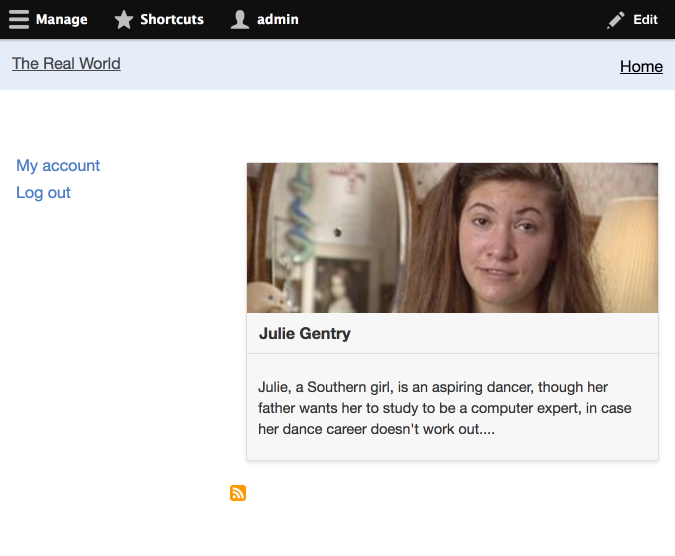 Manage Shortcuts admin Edit
The Real World Home
My account
Log out
Julie Gentry
Julie, a Southern girl, is an aspiring dancer, though her
father wants her to study to be a computer expert, in case
her dance career doesn't work out....